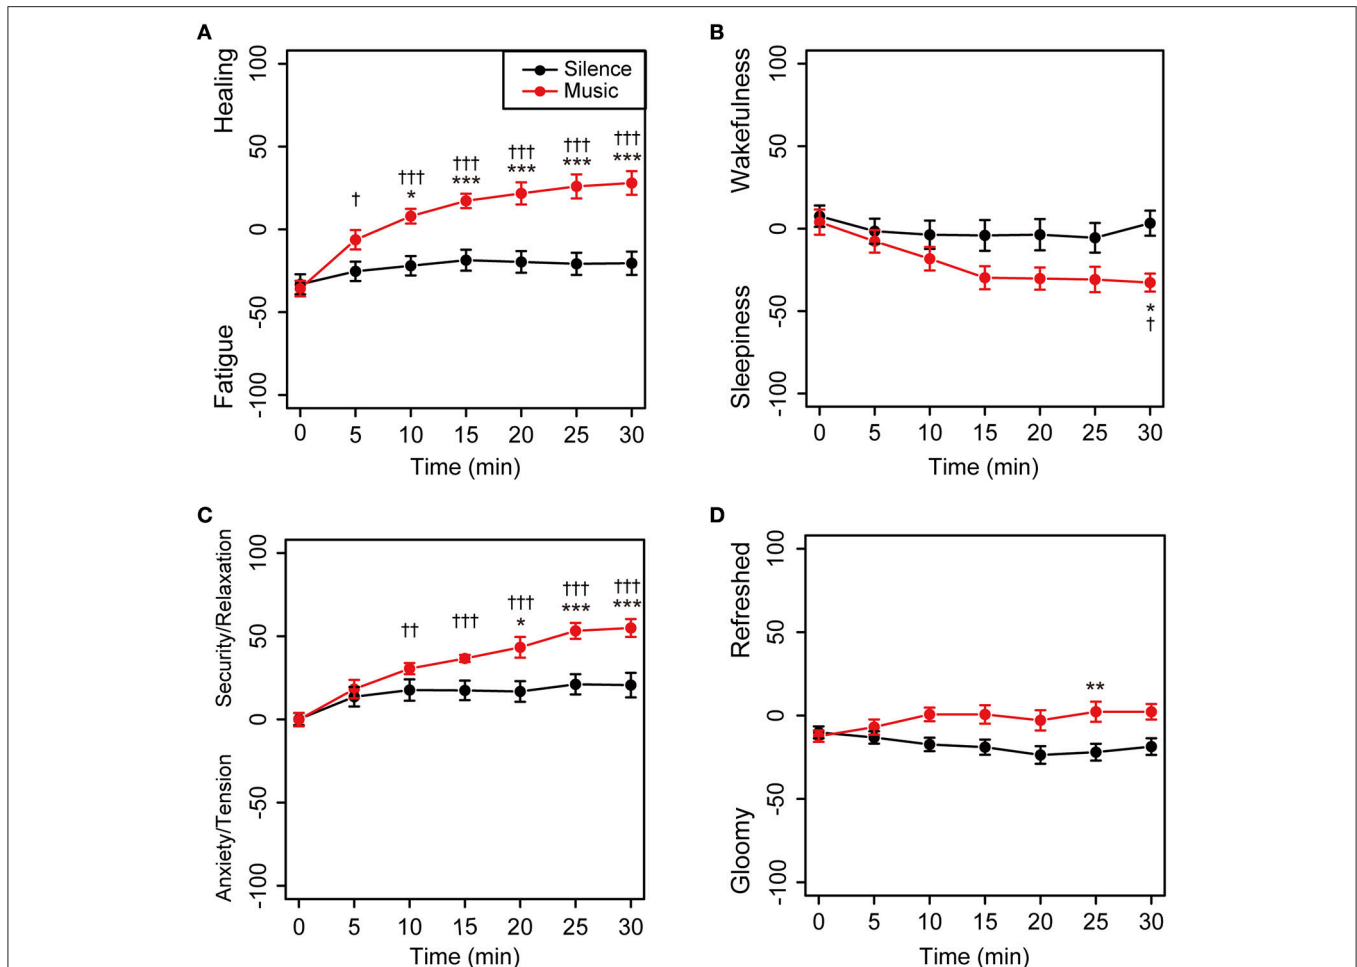 A
Healing
Fatigue
100
50
0
-50
-100
Silence
Music
†
†††
*
†††
***
†††
***
†††
***
†††
***
0 5 10 15 20 25 30
Time (min)
B
Wakefulness
Sleepiness
100
50
0
-50
-100
*
†
0 5 10 15 20 25 30
Time (min)
C
Security/Relaxation
Anxiety/Tension
100
50
0
-50
-100
††
†††
†††
*
†††
***
†††
***
0 5 10 15 20 25 30
Time (min)
D
Refreshed
Gloomy
100
50
0
-50
-100
**
0 5 10 15 20 25 30
Time (min)